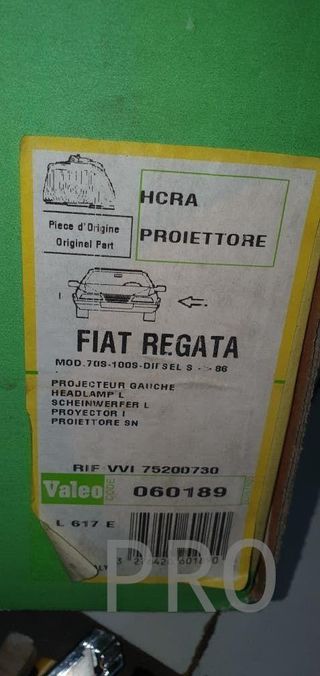 HCRA
Piece d'Origine
Original Part
PROIETTORE
I
FIAT REGATA
MOD.70S-100S-DIESEL S -> 86
PROJECTEUR GAUCHE
HEADLAMP L
SCHEINWERFER L
PROYECTOR I
PROIETTORE SN
RIF VVI 75200730
Valeo CODE 060189
L 617 E
PRO